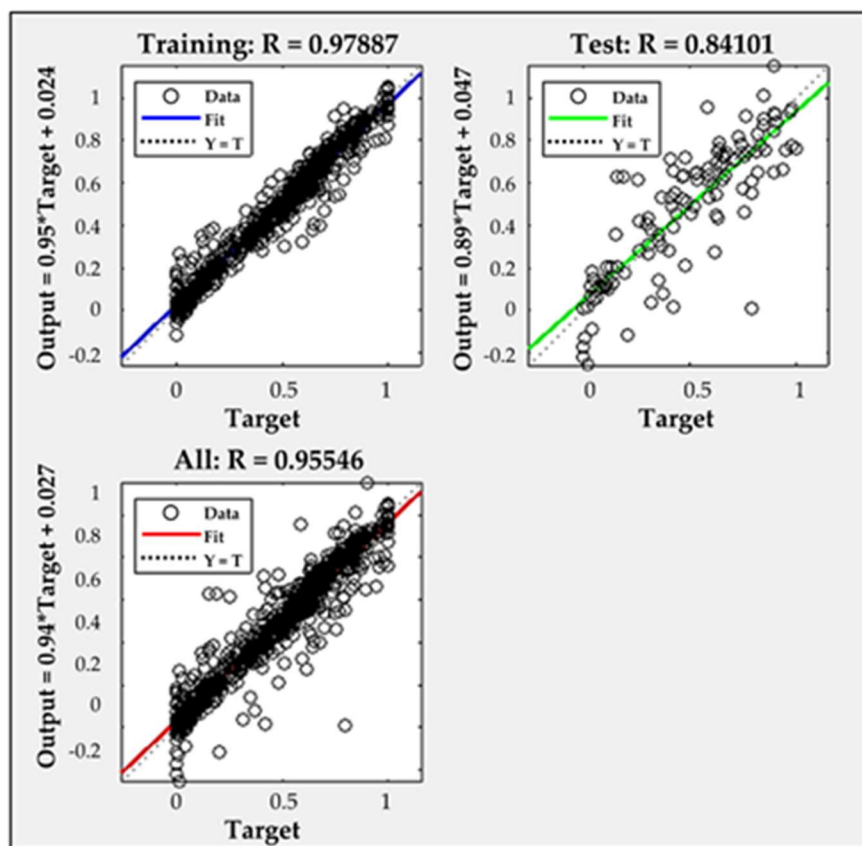 Training: R = 0.97887
Output = 0.95*Target + 0.024
Data
Fit
Y = T
1
0.8
0.6
0.4
0.2
0
-0.2
0
0.5
1
Target
Test: R = 0.84101
Output = 0.89*Target + 0.047
Data
Fit
Y = T
1
0.8
0.6
0.4
0.2
0
-0.2
0
0.5
1
Target
All: R = 0.95546
Output = 0.94*Target + 0.027
Data
Fit
Y = T
1
0.8
0.6
0.4
0.2
0
-0.2
0
0.5
1
Target